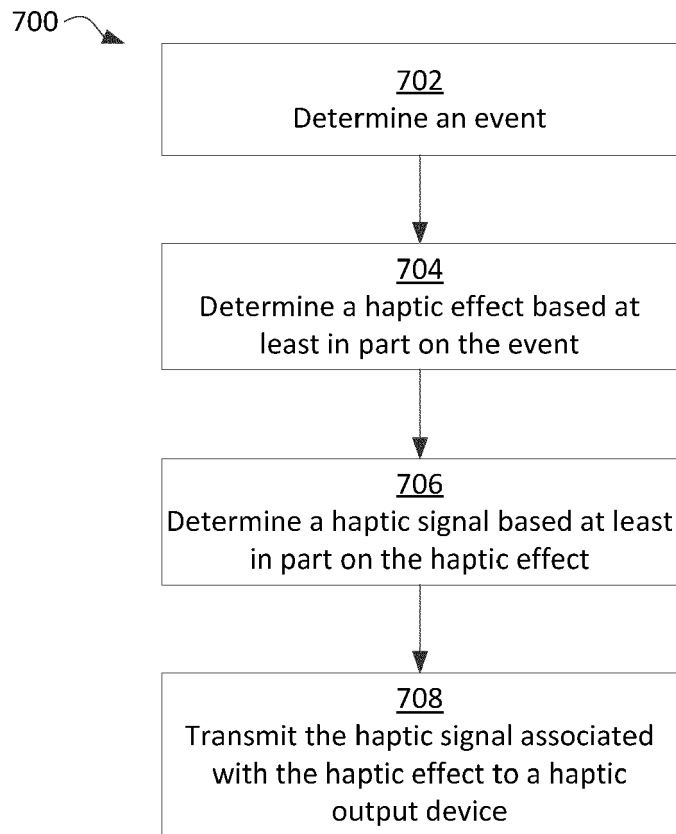 700
702
Determine an event
704
Determine a haptic effect based at
least in part on the event
706
Determine a haptic signal based at least
in part on the haptic effect
708
Transmit the haptic signal associated
with the haptic effect to a haptic
output device